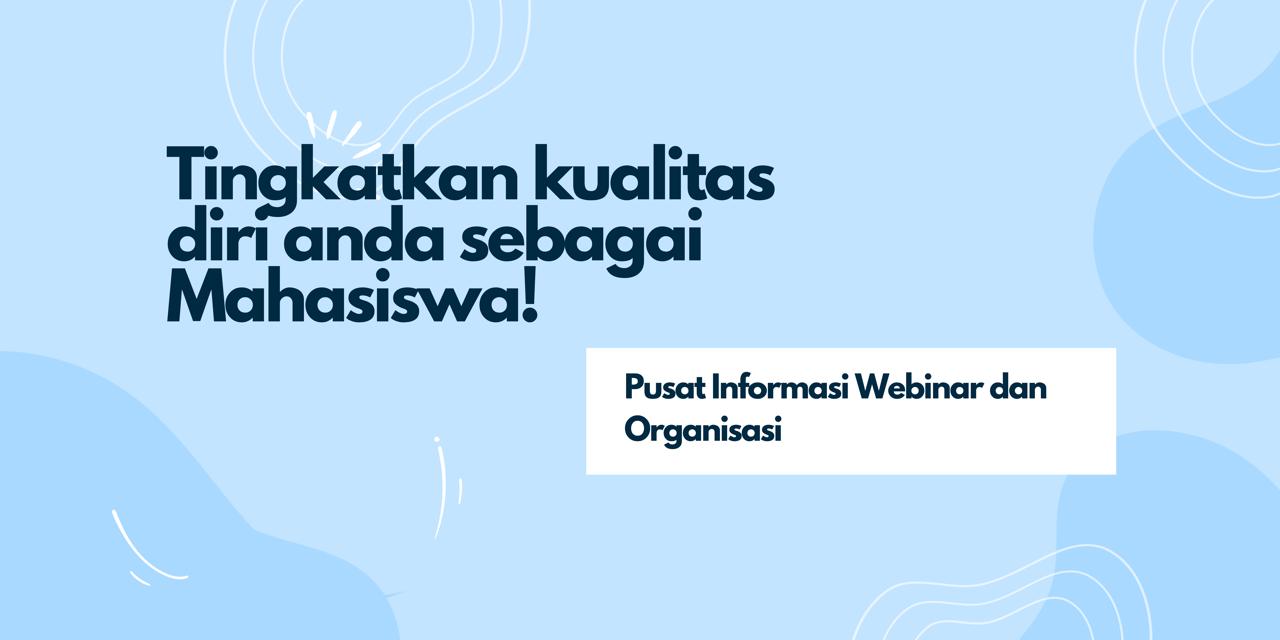 Tingkatkan kualitas
diri anda sebagai
Mahasiswa!
Pusat Informasi Webinar dan
Organisasi